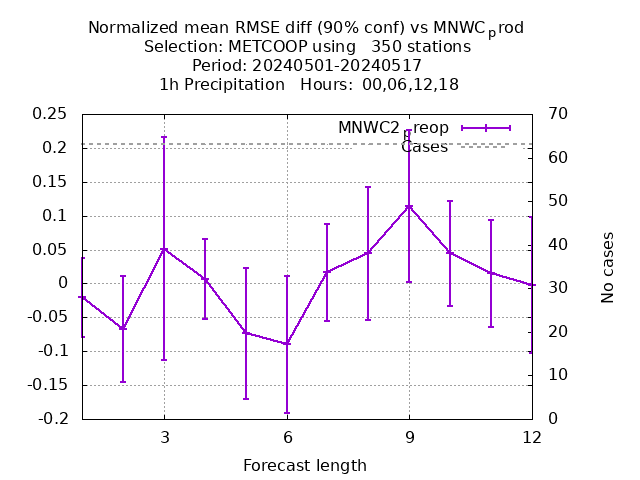 Normalized mean RMSE diff (90% conf) vs MNWC_prod
Selection: METCOOP using   350 stations
Period: 20240501-20240517
1h Precipitation   Hours:  00,06,12,18
MNWC2_preop
Cases
0.25
0.2
0.15
0.1
0.05
0
-0.05
-0.1
-0.15
-0.2
70
60
50
40
30
20
10
0
No cases
3
6
9
12
Forecast length